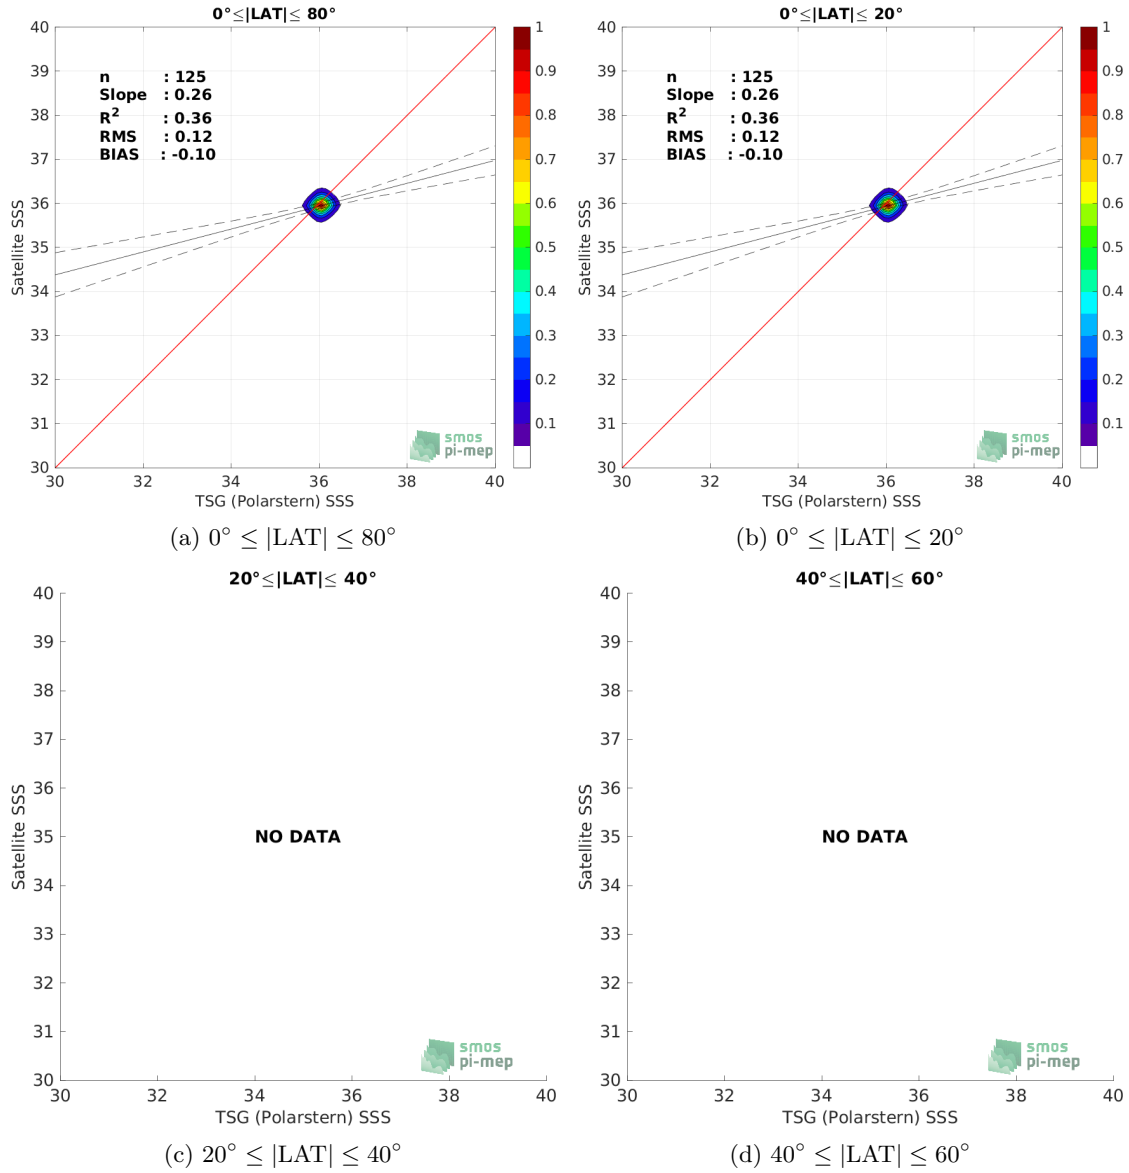 0°≤|LAT|≤ 80°
40
39
38
37
36
35
34
33
32
31
30
Satellite SSS
n : 125
Slope : 0.26
R² : 0.36
RMS : 0.12
BIAS : -0.10
smos
pi-mep
30 32 34 36 38 40
TSG (Polarstern) SSS
1
0.9
0.8
0.7
0.6
0.5
0.4
0.3
0.2
0.1
(a) 0° ≤ |LAT| ≤ 80°
0°≤|LAT|≤ 20°
40
39
38
37
36
35
34
33
32
31
30
Satellite SSS
n : 125
Slope : 0.26
R² : 0.36
RMS : 0.12
BIAS : -0.10
smos
pi-mep
30 32 34 36 38 40
TSG (Polarstern) SSS
1
0.9
0.8
0.7
0.6
0.5
0.4
0.3
0.2
0.1
(b) 0° ≤ |LAT| ≤ 20°
20°≤|LAT|≤ 40°
40
39
38
37
36
35
34
33
32
31
30
Satellite SSS
NO DATA
smos
pi-mep
30 32 34 36 38 40
TSG (Polarstern) SSS
(c) 20° ≤ |LAT| ≤ 40°
40°≤|LAT|≤ 60°
40
39
38
37
36
35
34
33
32
31
30
Satellite SSS
NO DATA
smos
pi-mep
30 32 34 36 38 40
TSG (Polarstern) SSS
(d) 40° ≤ |LAT| ≤ 60°